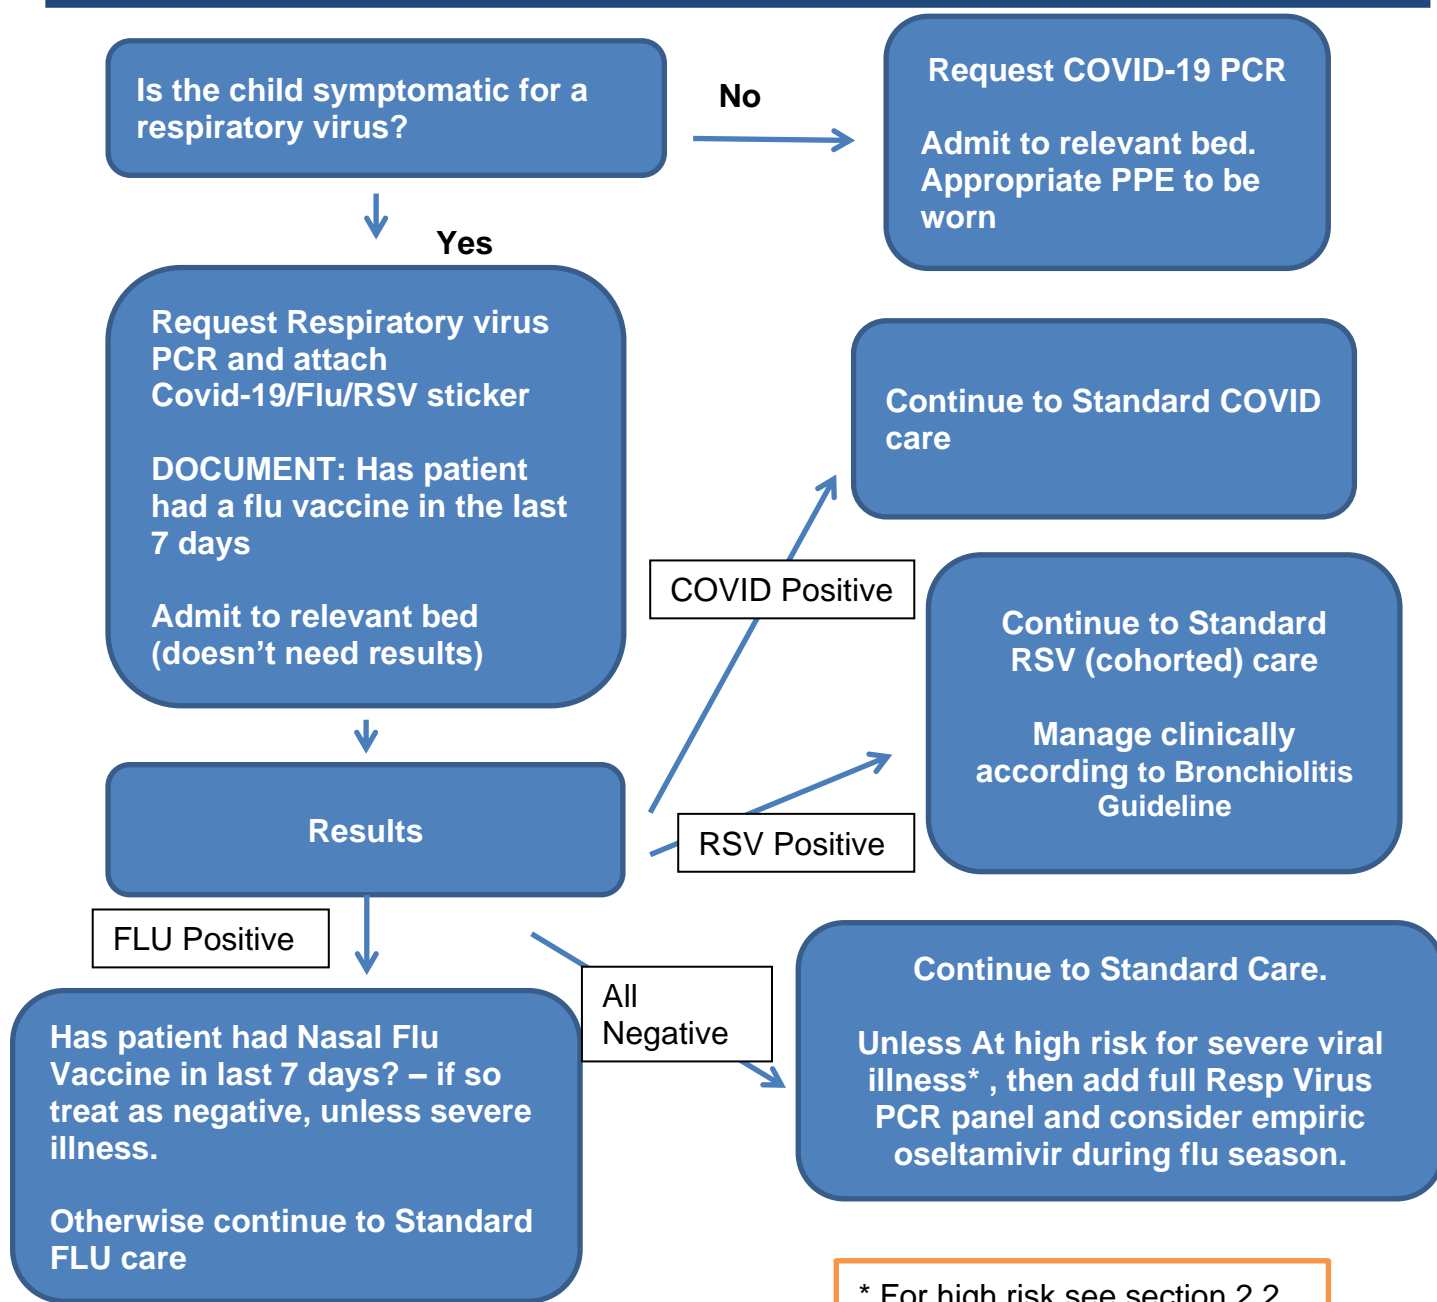 Is the child symptomatic for a
respiratory virus?
No
Request COVID-19 PCR
Admit to relevant bed.
Appropriate PPE to be
worn
Yes
Request Respiratory virus
PCR and attach
Covid-19/Flu/RSV sticker
DOCUMENT: Has patient
had a flu vaccine in the last
7 days
Admit to relevant bed
(doesn’t need results)
Continue to Standard COVID
care
COVID Positive
Continue to Standard
RSV (cohorted) care
Manage clinically
according to Bronchiolitis
Guideline
Results
RSV Positive
FLU Positive
All
Negative
Has patient had Nasal Flu
Vaccine in last 7 days? – if so
treat as negative, unless severe
illness.
Otherwise continue to Standard
FLU care
Continue to Standard Care.
Unless At high risk for severe viral
illness* , then add full Resp Virus
PCR panel and consider empiric
oseltamivir during flu season.
* For high risk see section 2.2